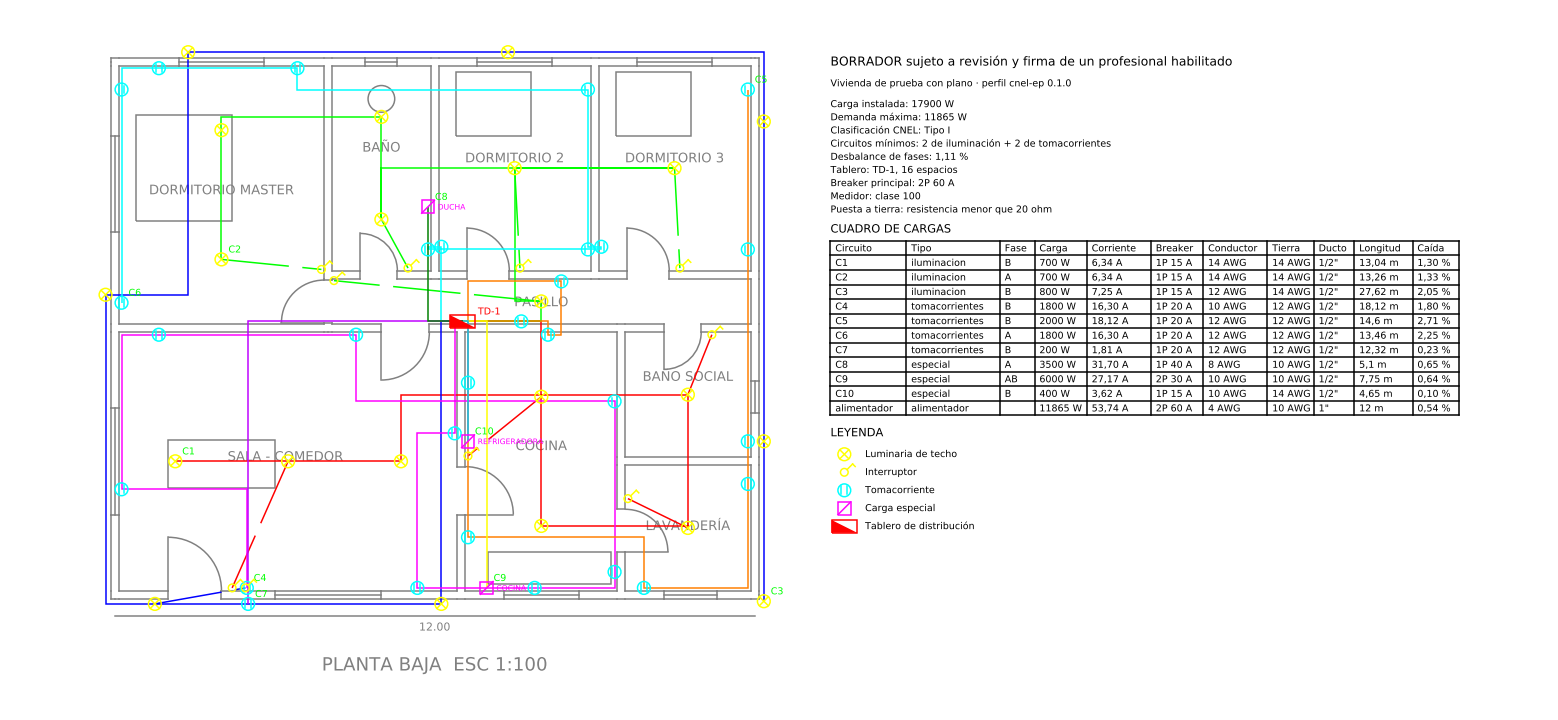 C5
BAÑO
DORMITORIO 2
DORMITORIO 3
DORMITORIO MASTER
C8
DUCHA
C2
C6
PASILLO
TD-1
BAÑO SOCIAL
C10
REFRIGERADORA
COCINA
C1
SALA - COMEDOR
LAVANDERÍA
C4
C7
C9
COCINA
C3
12.00
PLANTA BAJA ESC 1:100
BORRADOR sujeto a revisión y firma de un profesional habilitado
Vivienda de prueba con plano · perfil cnel-ep 0.1.0
Carga instalada: 17900 W
Demanda máxima: 11865 W
Clasificación CNEL: Tipo I
Circuitos mínimos: 2 de iluminación + 2 de tomacorrientes
Desbalance de fases: 1,11 %
Tablero: TD-1, 16 espacios
Breaker principal: 2P 60 A
Medidor: clase 100
Puesta a tierra: resistencia menor que 20 ohm
CUADRO DE CARGAS
Circuito Tipo Fase Carga Corriente Breaker Conductor Tierra Ducto Longitud Caída
C1 iluminacion B 700 W 6,34 A 1P 15 A 14 AWG 14 AWG 1/2" 13,04 m 1,30 %
C2 iluminacion A 700 W 6,34 A 1P 15 A 14 AWG 14 AWG 1/2" 13,26 m 1,33 %
C3 iluminacion B 800 W 7,25 A 1P 15 A 12 AWG 14 AWG 1/2" 27,62 m 2,05 %
C4 tomacorrientes B 1800 W 16,30 A 1P 20 A 10 AWG 12 AWG 1/2" 18,12 m 1,80 %
C5 tomacorrientes B 2000 W 18,12 A 1P 20 A 12 AWG 12 AWG 1/2" 14,6 m 2,71 %
C6 tomacorrientes A 1800 W 16,30 A 1P 20 A 12 AWG 12 AWG 1/2" 13,46 m 2,25 %
C7 tomacorrientes B 200 W 1,81 A 1P 20 A 12 AWG 12 AWG 1/2" 12,32 m 0,23 %
C8 especial A 3500 W 31,70 A 1P 40 A 8 AWG 10 AWG 1/2" 5,1 m 0,65 %
C9 especial AB 6000 W 27,17 A 2P 30 A 10 AWG 10 AWG 1/2" 7,75 m 0,64 %
C10 especial B 400 W 3,62 A 1P 15 A 10 AWG 14 AWG 1/2" 4,65 m 0,10 %
alimentador alimentador 11865 W 53,74 A 2P 60 A 4 AWG 10 AWG 1" 12 m 0,54 %
LEYENDA
Luminaria de techo
Interruptor
Tomacorriente
Carga especial
Tablero de distribución